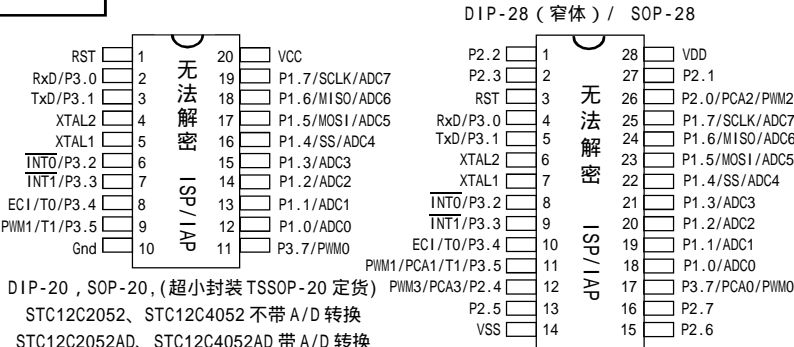 DIP-28(窄体)/ SOP-28
RST 1 20 VCC
RxD/P3.0 2 19 P1.7/SCLK/ADC7
TxD/P3.1 3 18 P1.6/MISO/ADC6
XTAL2 4 17 P1.5/MOSI/ADC5
XTAL1 5 16 P1.4/SS/ADC4
INT0/P3.2 6 15 P1.3/ADC3
INT1/P3.3 7 14 P1.2/ADC2
ECI/T0/P3.4 8 13 P1.1/ADC1
PWM1/T1/P3.5 9 12 P1.0/ADC0
Gnd 10 11 P3.7/PWM0
无法解密 ISP/IAP
DIP-20,SOP-20,(超小封装TSSOP-20 定货)
STC12C2052、STC12C4052 不带 A/D 转换
STC12C2052AD、STC12C4052AD 带 A/D 转换
P2.2 1 28 VDD
P2.3 2 27 P2.1
RST 3 26 P2.0/PCA2/PWM2
RxD/P3.0 4 25 P1.7/SCLK/ADC7
TxD/P3.1 5 24 P1.6/MISO/ADC6
XTAL2 6 23 P1.5/MOSI/ADC5
XTAL1 7 22 P1.4/SS/ADC4
INT0/P3.2 8 21 P1.3/ADC3
INT1/P3.3 9 20 P1.2/ADC2
ECI/T0/P3.4 10 19 P1.1/ADC1
PWM1/PCA1/T1/P3.5 11 18 P1.0/ADC0
PWM3/PCA3/P2.4 12 17 P3.7/PCA0/PWM0
P2.5 13 16 P2.7
VSS 14 15 P2.6
无法解密 ISP/IAP